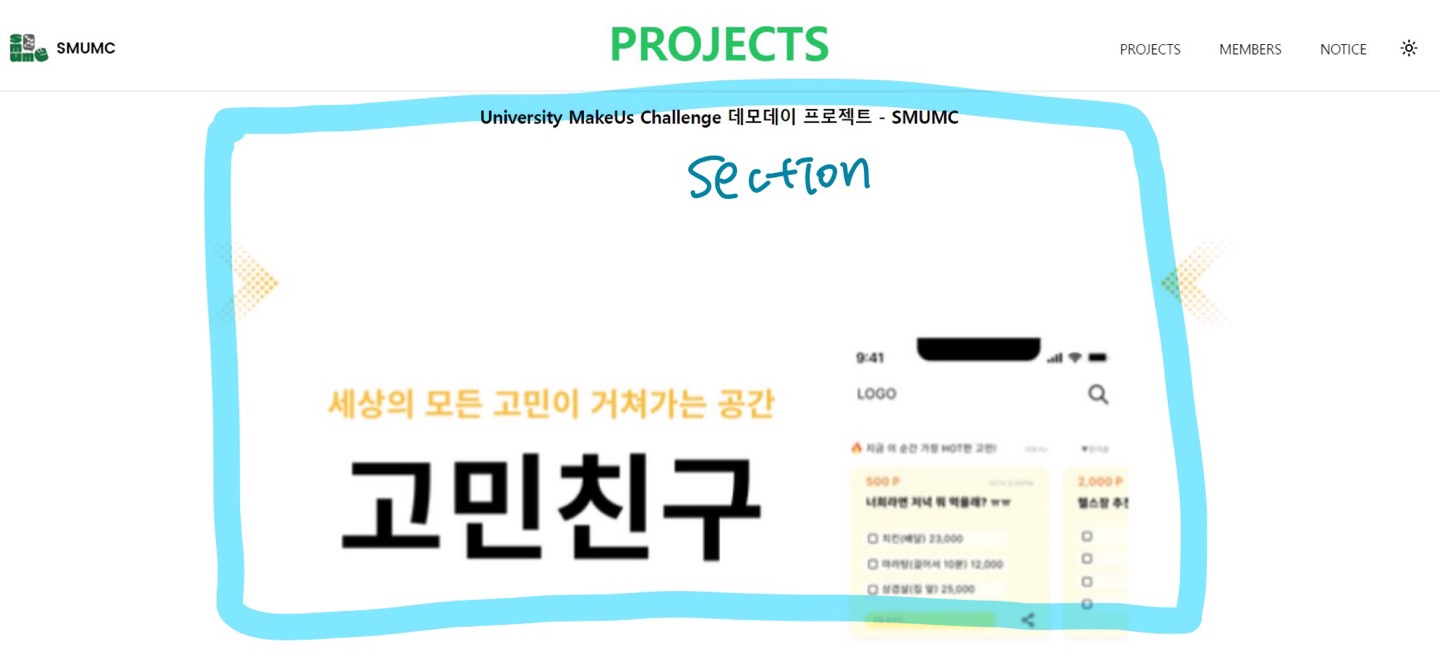 SMUMC
PROJECTS
PROJECTS MEMBERS NOTICE
University MakeUs Challenge 데모데이 프로젝트 - SMUMC
Section
세상의 모든 고민이 거쳐가는 공간
고민친구
9:41
LOGO
🔥 지금 이 순간 가장 HOT한 고민!
500 P
너희라면 저녁 뭐 먹을래? ㅠㅠ
치킨(배달) 23,000
마라탕(걸어서 10분) 12,000
삼겹살(집 앞) 25,000
2,000 P
헬스장 추천